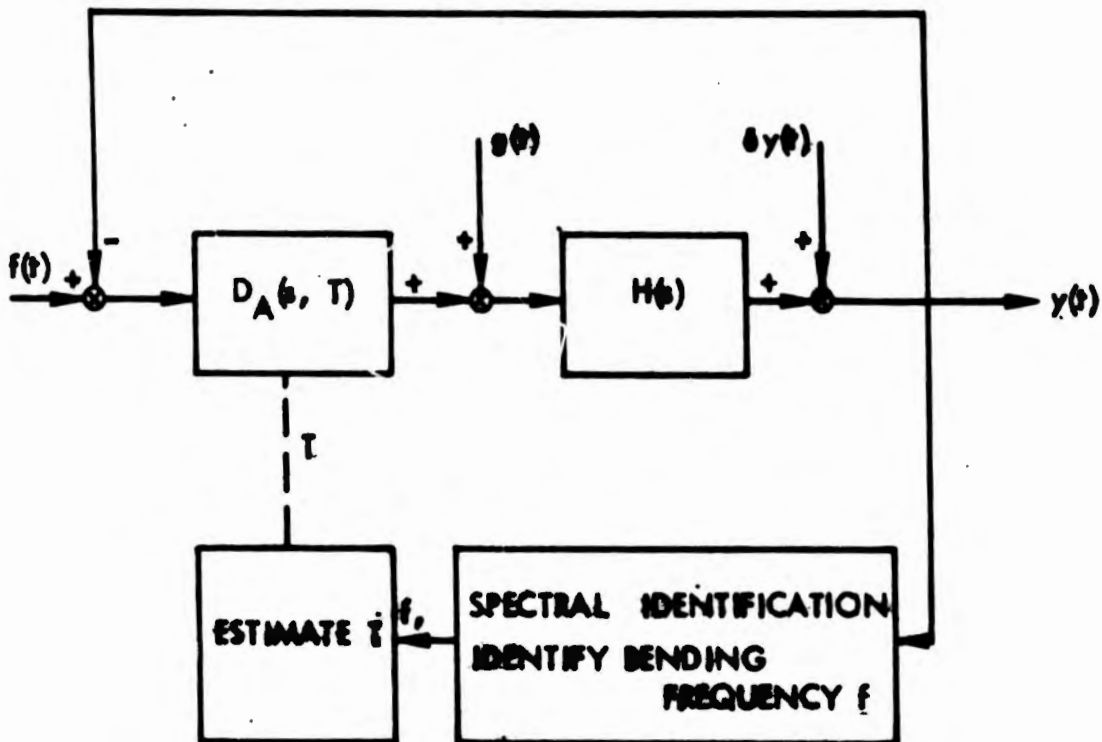 g(t)
δy(t)
-
+
+
f(t)
+
D_A(s, T)
+
H(s)
+
y(t)
T
ESTIMATE T
f,
SPECTRAL IDENTIFICATION
IDENTIFY BENDING
FREQUENCY f